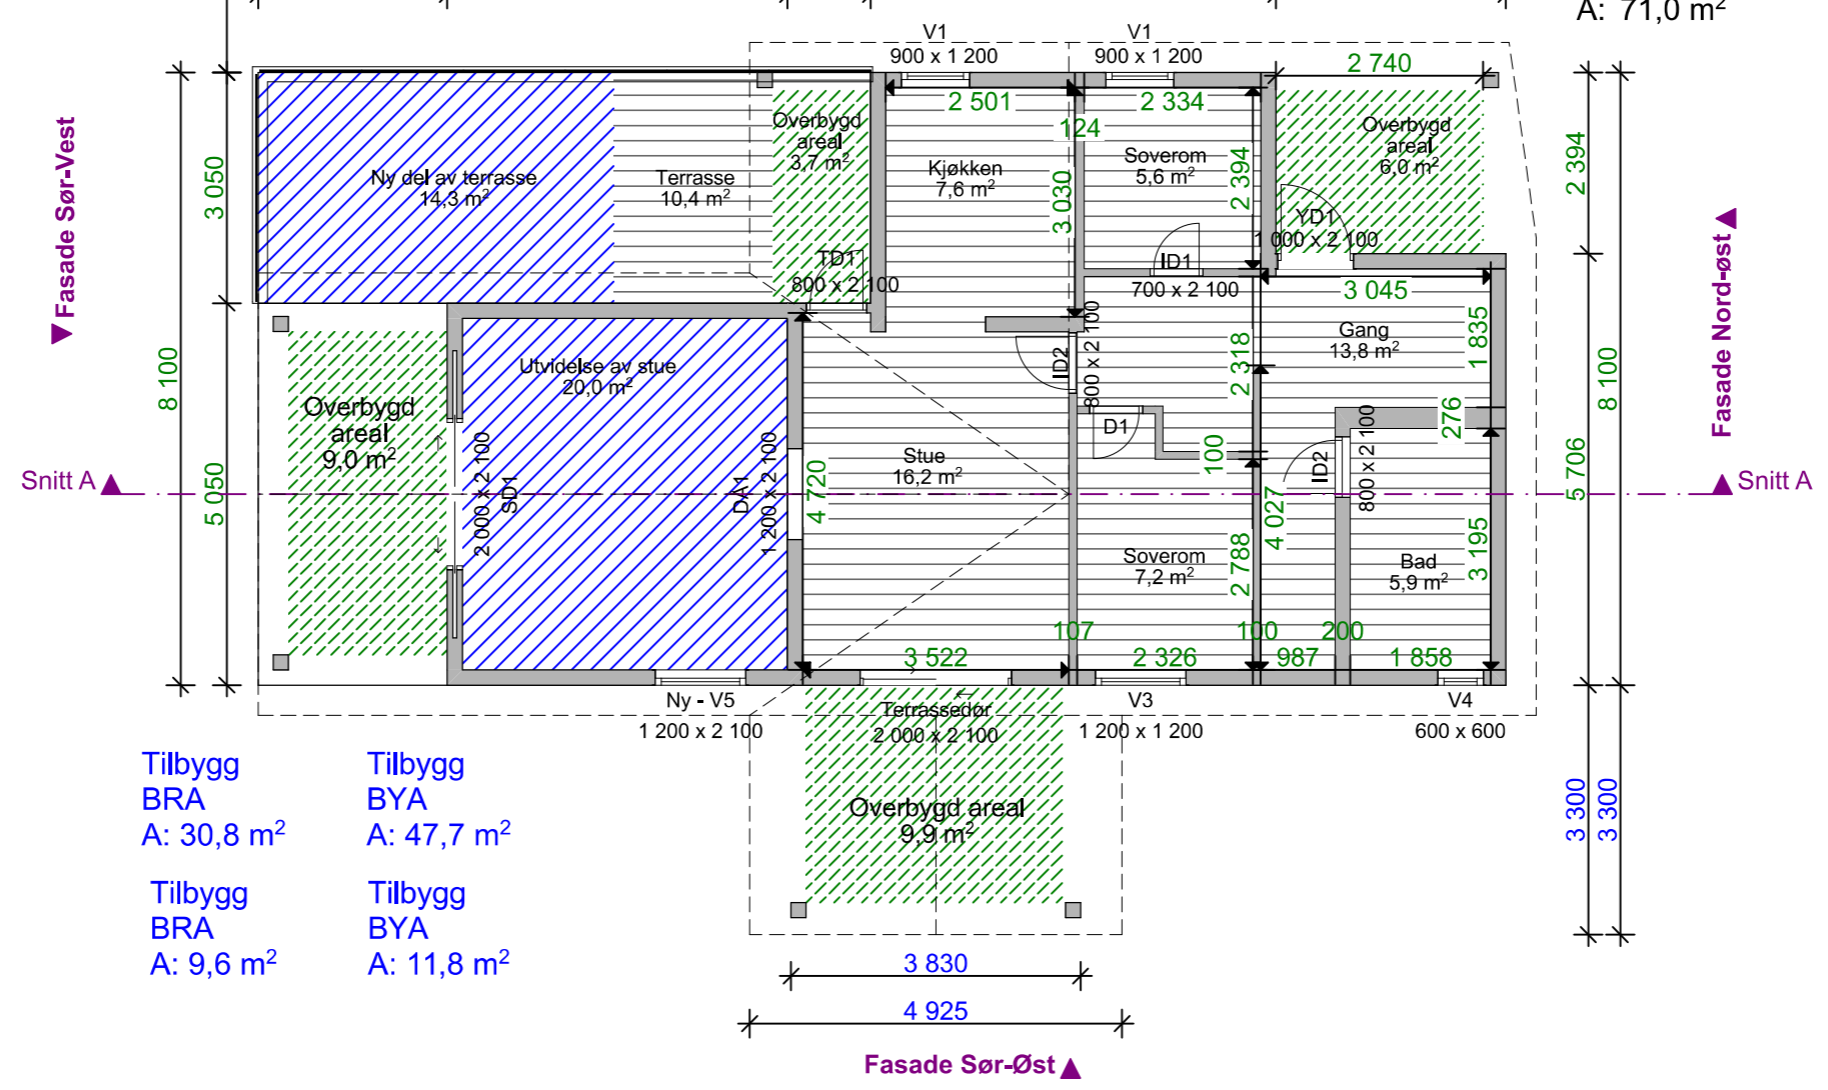 A: 71,0 m²
V1
900 x 1 200
V1
900 x 1 200
2 740
2 501
2 334
124
Overbygd
areal
3,7 m²
Overbygd
areal
6,0 m²
Kjøkken
7,6 m²
Soverom
5,6 m²
Ny del av terrasse
14,3 m²
Terrasse
10,4 m²
3 050
3 030
2 394
2 394
Fasade Sør-Vest
Fasade Nord-øst
YD1
1 000 x 2 100
TD1
800 x 2 100
ID1
700 x 2 100
3 045
Gang
13,8 m²
1 835
ID2
800 x 2 100
2 318
Utvidelse av stue
20,0 m²
8 100
8 100
Overbygd
areal
9,0 m²
D1
276
100
Stue
16,2 m²
ID2
800 x 2 100
Snitt A
Snitt A
5 050
2 000 x 2 100
SD1
DA1
1 200 x 2 100
4 720
4 027
5 706
Soverom
7,2 m²
2 788
Bad
5,9 m²
3 195
107
100
200
3 522
2 326
987
1 858
Ny - V5
1 200 x 2 100
Terrassedør
2 000 x 2 100
V3
1 200 x 1 200
V4
600 x 600
Tilbygg
BRA
A: 30,8 m²
Tilbygg
BYA
A: 47,7 m²
Overbygd areal
9,9 m²
3 300
3 300
Tilbygg
BRA
A: 9,6 m²
Tilbygg
BYA
A: 11,8 m²
3 830
4 925
Fasade Sør-Øst